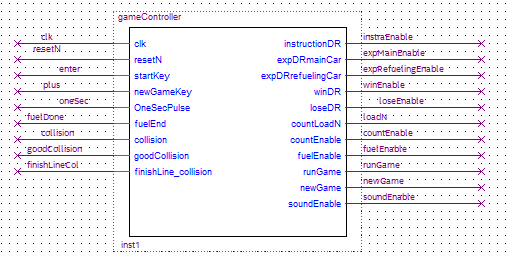 gameController
clk clk instructionDR instraEnable
resetN resetN expDRmainCar expMainEnable
enter startKey expDRrefuelingCar expRefuelingEnable
plus newGameKey winDR winEnable
oneSec OneSecPulse loseDR loseEnable
fuelDone fuelEnd countLoadN loadN
collision collision countEnable countEnable
goodCollision goodCollision fuelEnable fuelEnable
finishLineCol finishLine_collision runGame runGame
newGame newGame
soundEnable soundEnable
inst1